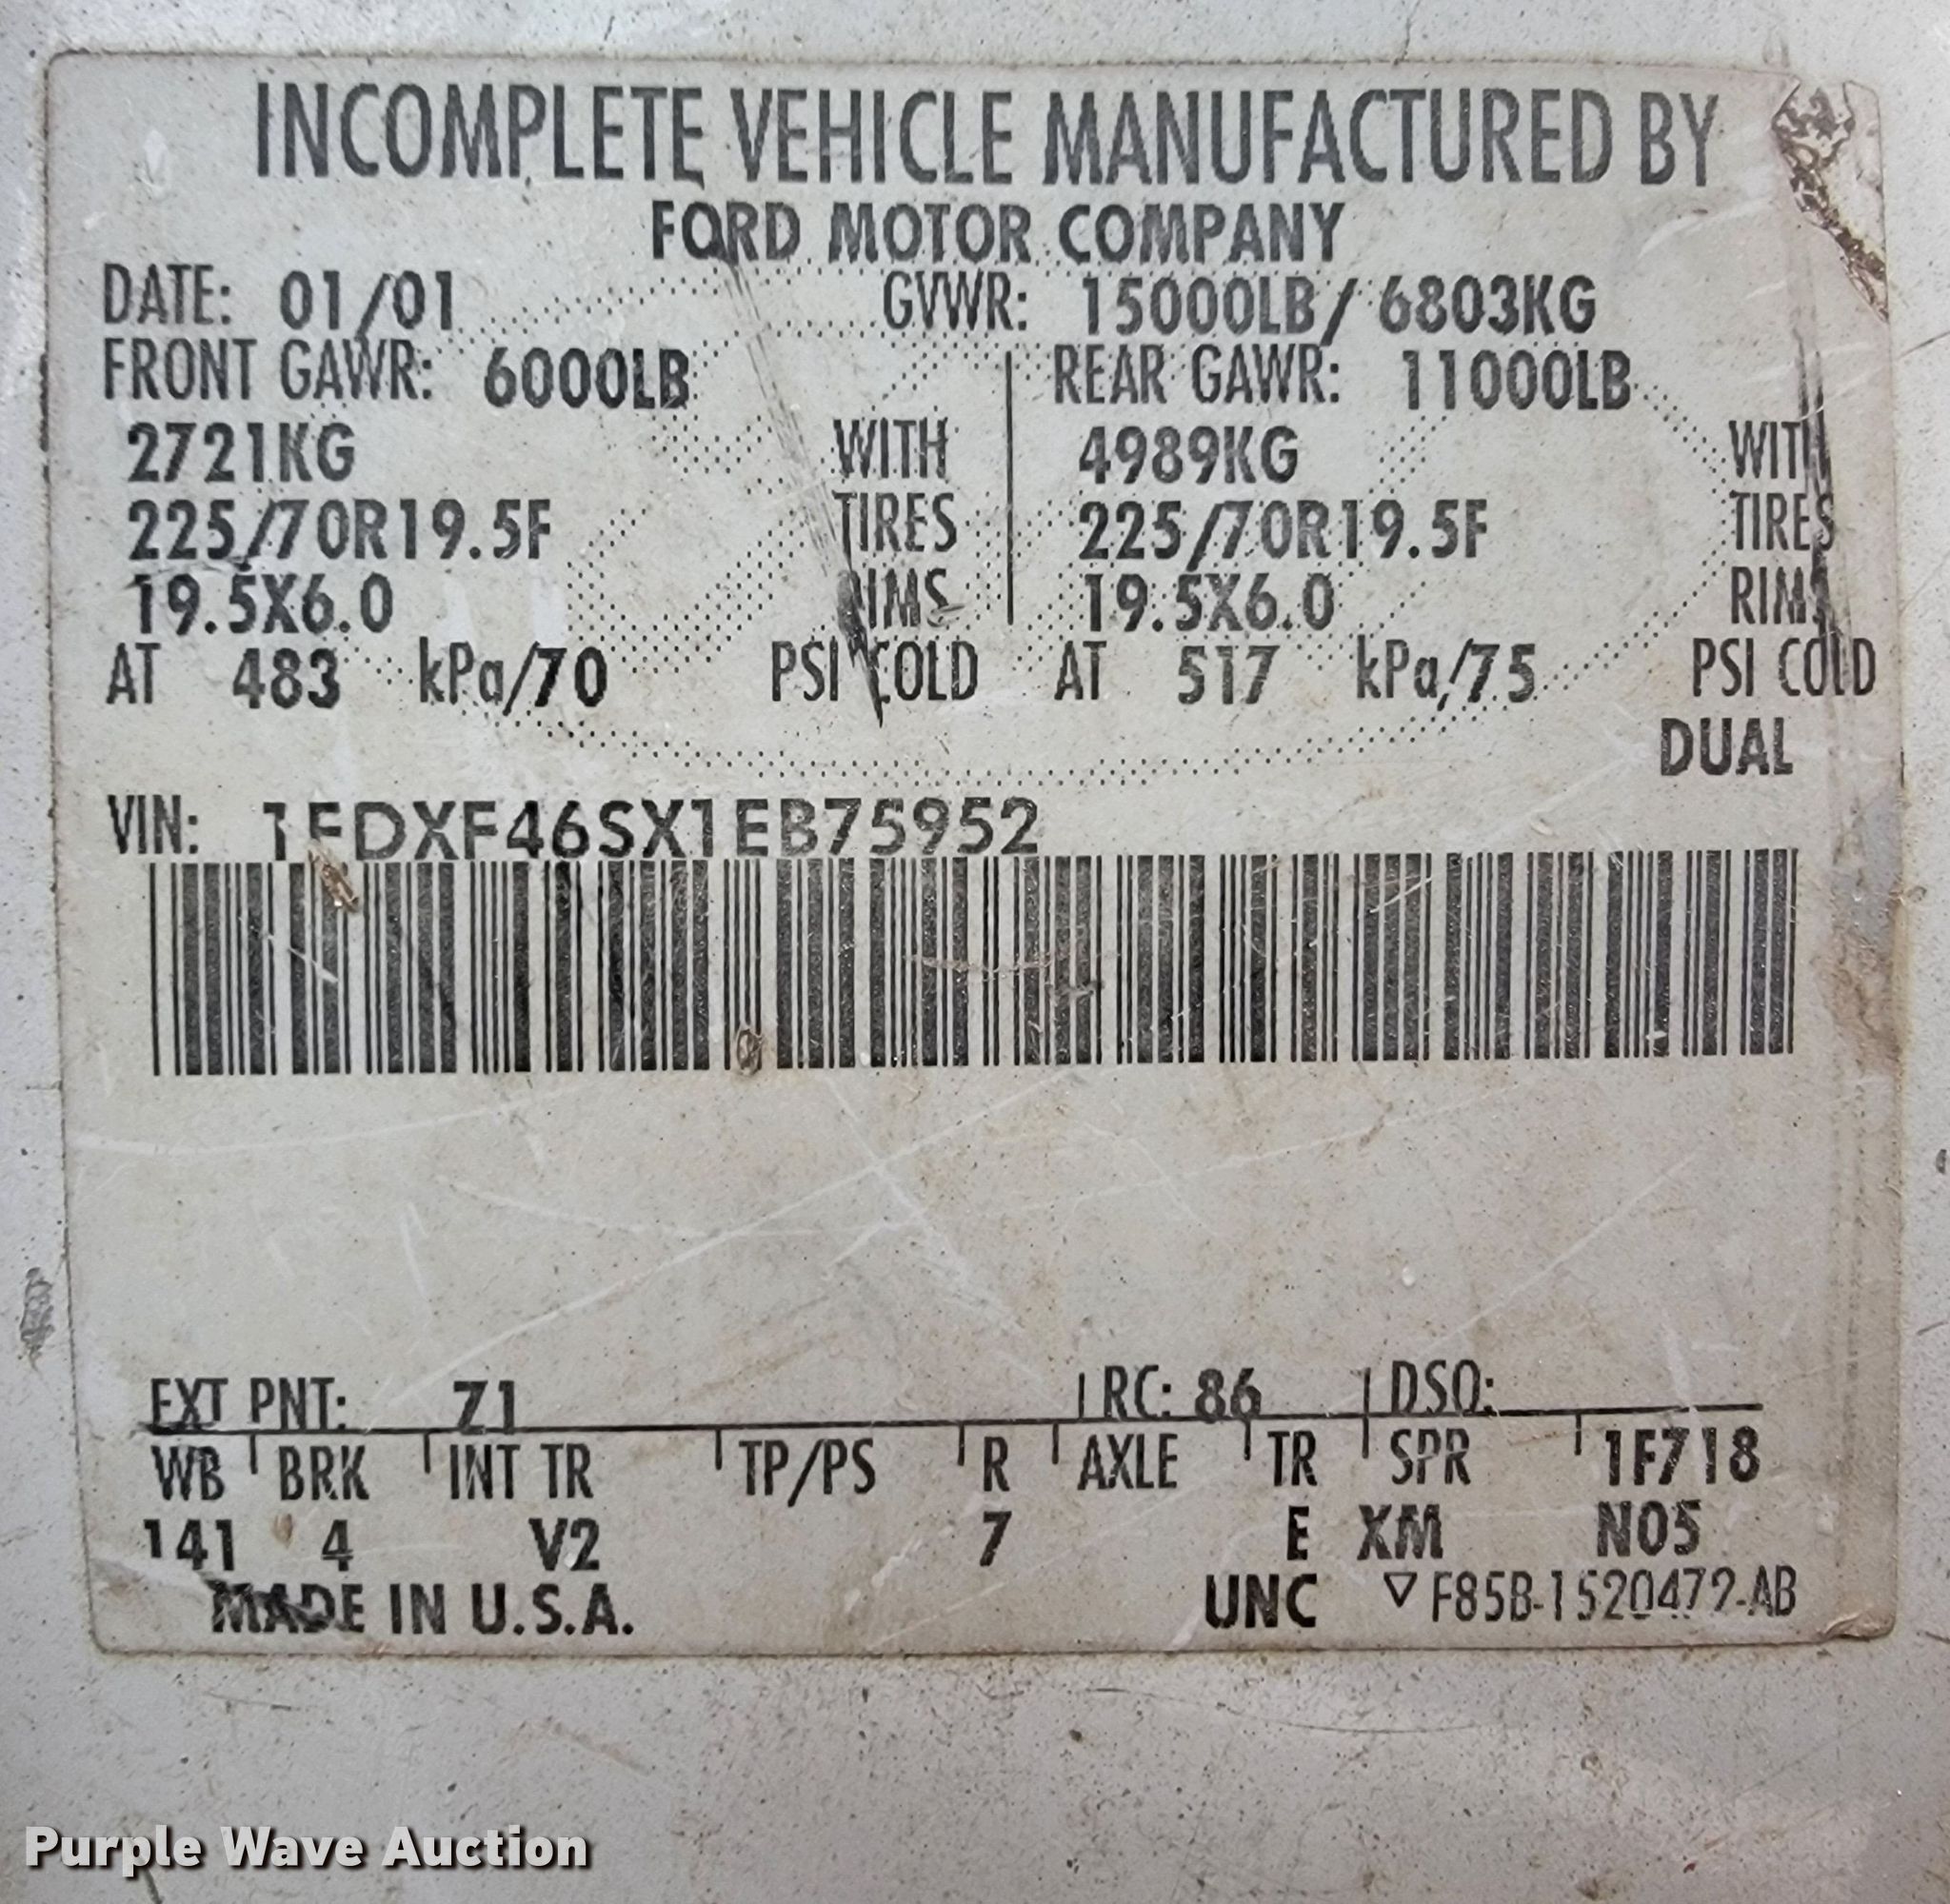 INCOMPLETE VEHICLE MANUFACTURED BY
FORD MOTOR COMPANY
DATE: 01/01 GVWR: 15000LB/ 6803KG
FRONT GAWR: 6000LB REAR GAWR: 11000LB
2721KG WITH 4989KG WITH
225/70R19.5F TIRES 225/70R19.5F TIRES
19.5X6.0 RIMS 19.5X6.0 RIMS
AT 483 kPa/70 PSI COLD AT 517 kPa/75 PSI COLD
DUAL
VIN: 1FDXF46SX1EB75952
EXT PNT: Z1 RC: 86 DSO:
WB BRK INT TR TP/PS R AXLE TR SPR 1F718
141 4 V2 7 E XM N05
MADE IN U.S.A. UNC F85B-1520472-AB
Purple Wave Auction